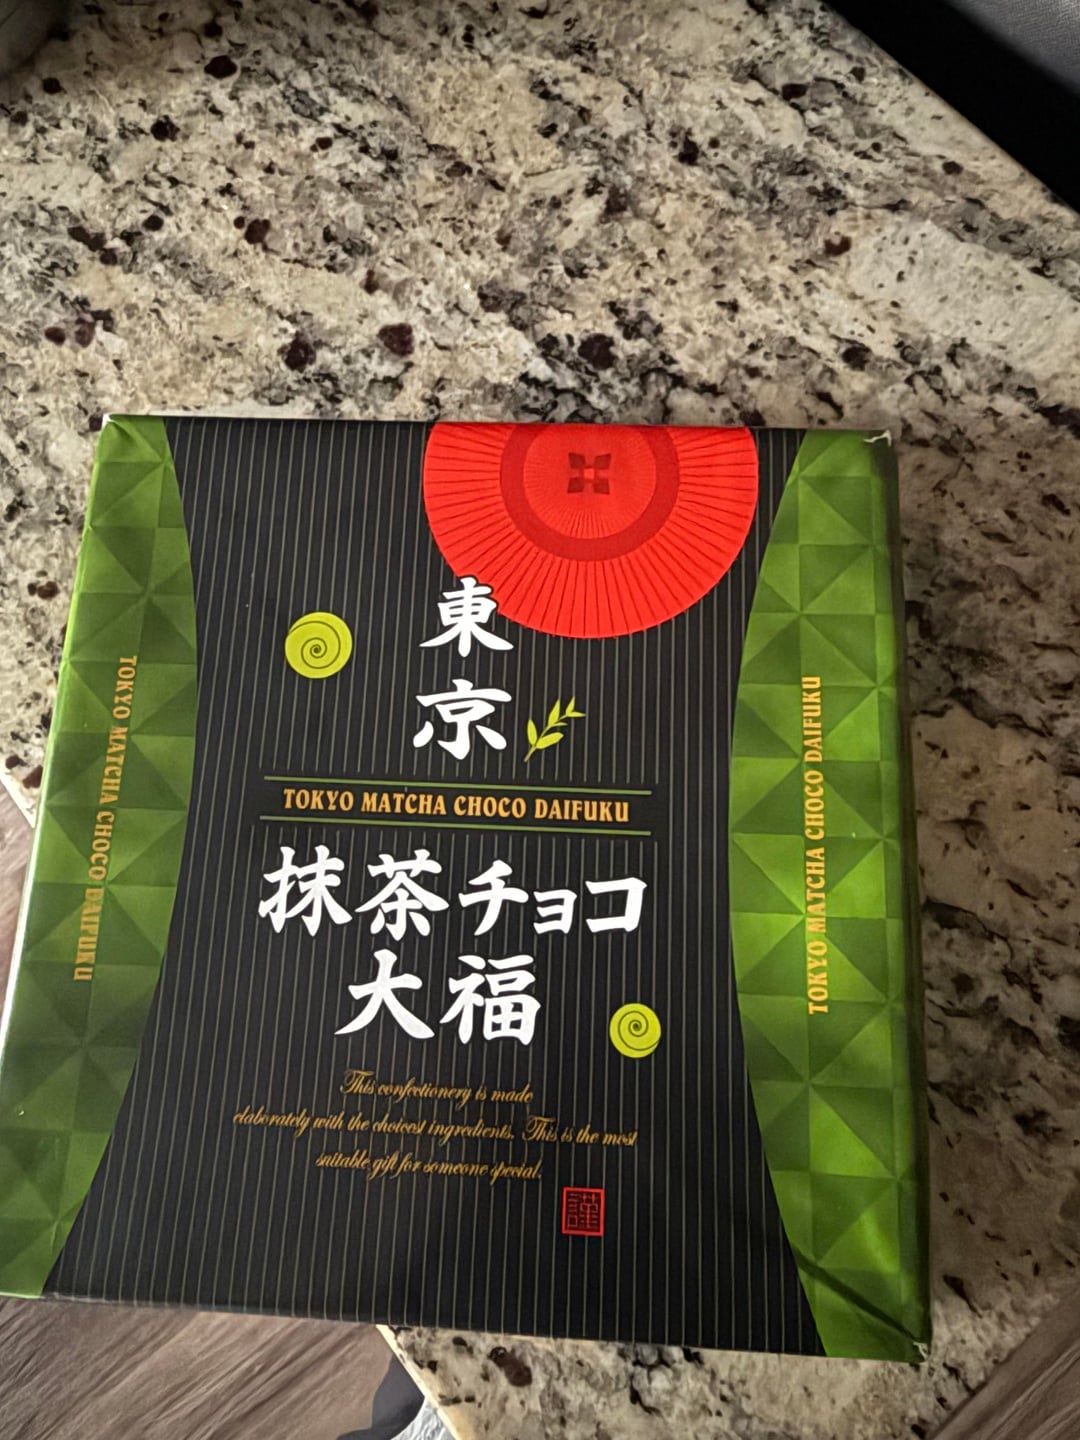 東
京
TOKYO MATCHA CHOCO DAIFUKU
抹茶チョコ
大福
This confectionery is made
elaborately with the choicest ingredients. This is the most
suitable gift for someone special.
謹
TOKYO MATCHA CHOCO DAIFUKU
TOKYO MATCHA CHOCO DAIFUKU